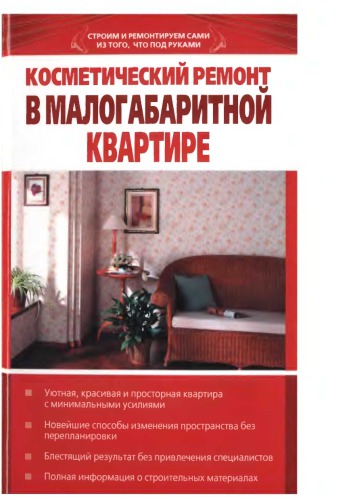 СТРОИМ И РЕМОНТИРУЕМ САМИ
ИЗ ТОГО, ЧТО ПОД РУКАМИ
КОСМЕТИЧЕСКИЙ РЕМОНТ
В МАЛОГАБАРИТНОЙ
КВАРТИРЕ
Уютная, красивая и просторная квартира
с минимальными усилиями
Новейшие способы изменения пространства без
перепланировки
Блестящий результат без привлечения специалистов
Полная информация о строительных материалах